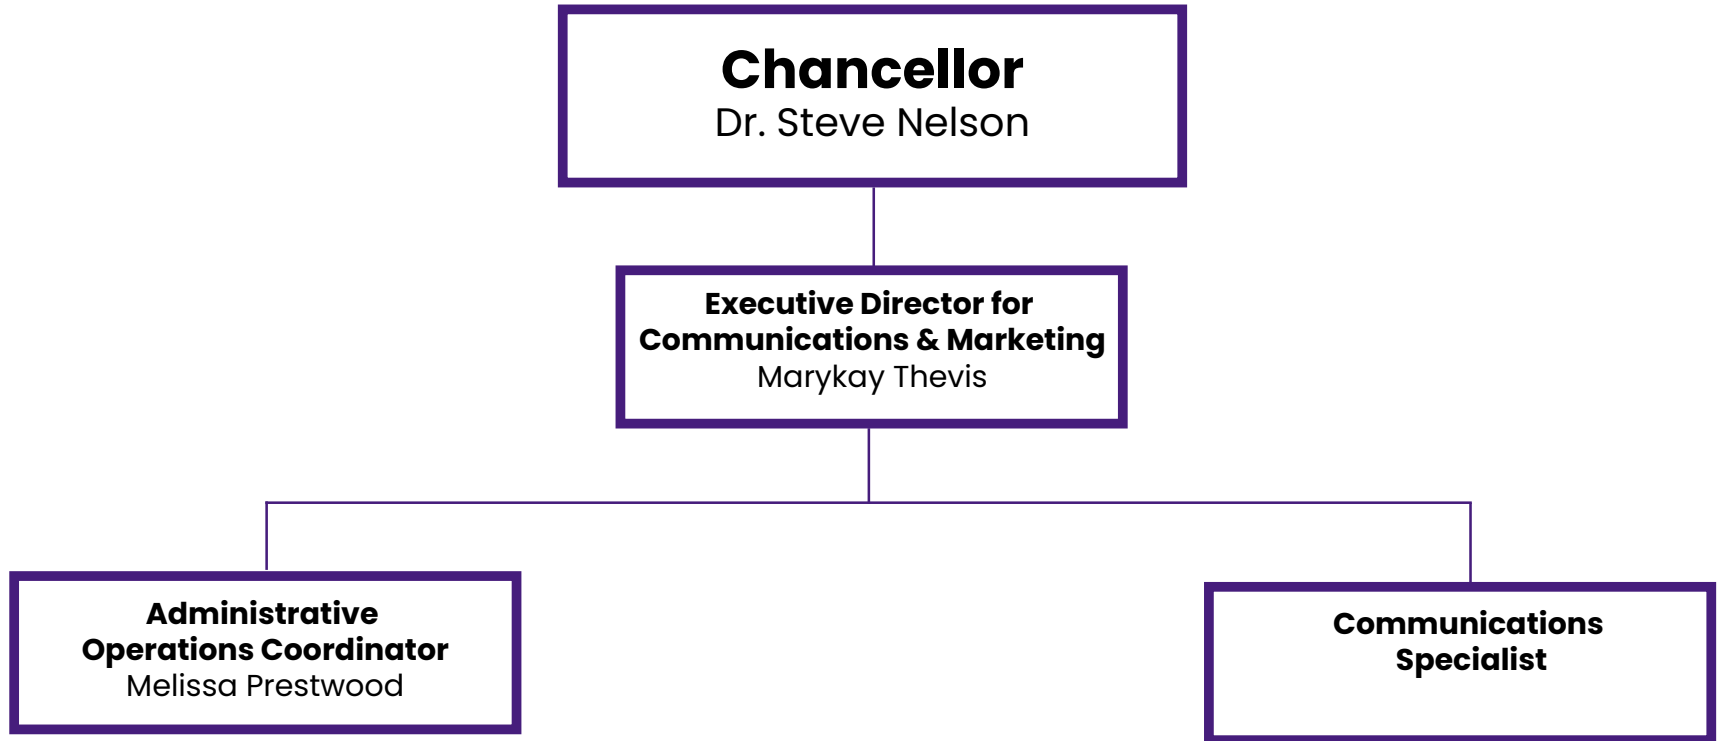 Chancellor
Dr. Steve Nelson
Executive Director for
Communications & Marketing
Marykay Thevis
Administrative
Operations Coordinator
Melissa Prestwood
Communications
Specialist